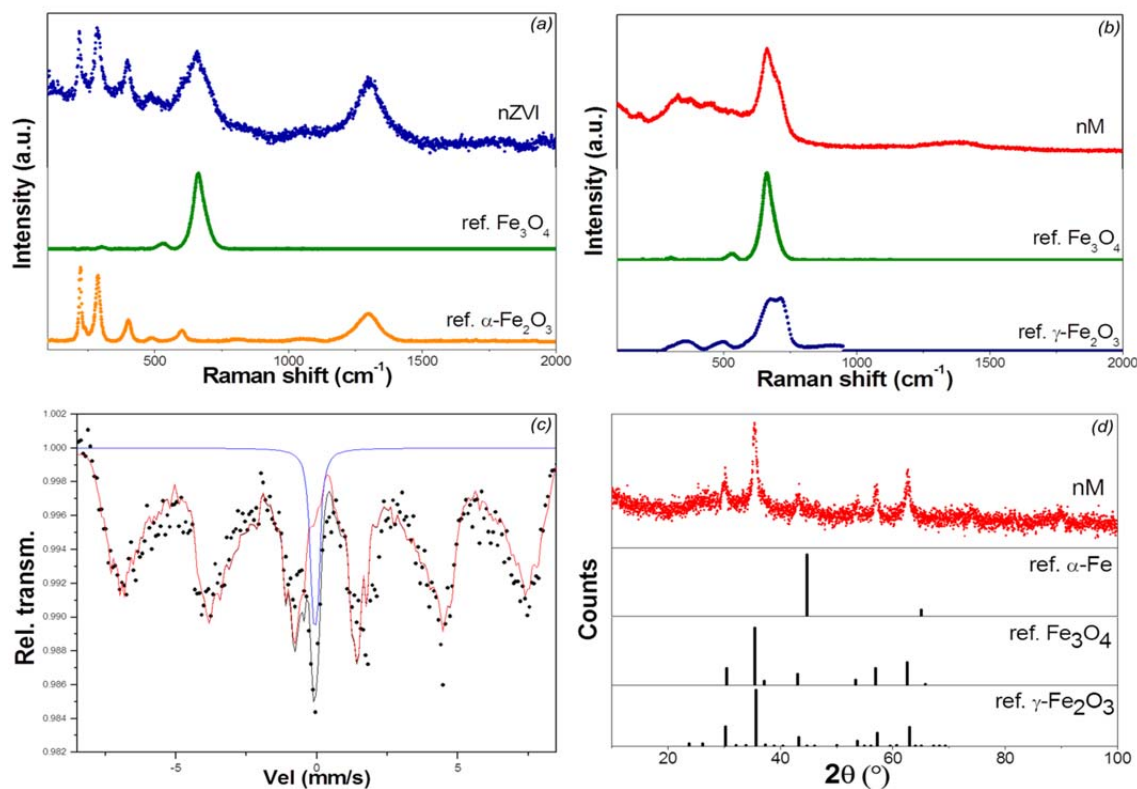 (a)
Intensity (a.u.)
nZVI
ref. Fe₃O₄
ref. α-Fe₂O₃
500 1000 1500 2000
Raman shift (cm⁻¹)
(b)
Intensity (a.u.)
nM
ref. Fe₃O₄
ref. γ-Fe₂O₃
500 1000 1500 2000
Raman shift (cm⁻¹)
(c)
Rel. transm.
1.002
1.000
0.998
0.996
0.994
0.992
0.990
0.988
0.986
0.984
0.982
-5 0 5
Vel (mm/s)
(d)
Counts
nM
ref. α-Fe
ref. Fe₃O₄
ref. γ-Fe₂O₃
20 40 60 80 100
2θ (°)